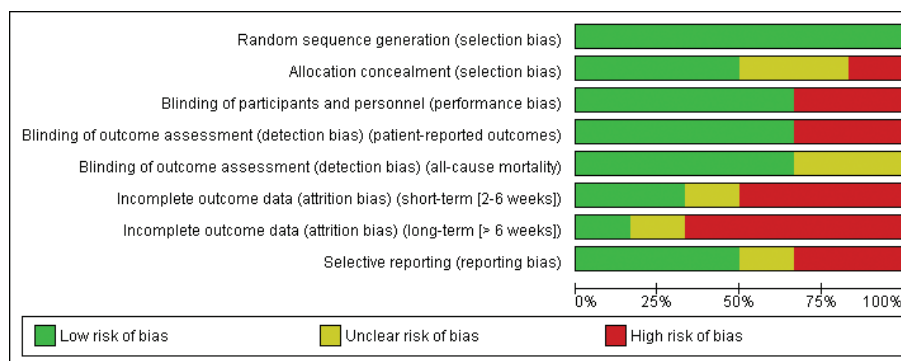 Random sequence generation (selection bias)
Allocation concealment (selection bias)
Blinding of participants and personnel (performance bias)
Blinding of outcome assessment (detection bias) (patient-reported outcomes)
Blinding of outcome assessment (detection bias) (all-cause mortality)
Incomplete outcome data (attrition bias) (short-term [2-6 weeks])
Incomplete outcome data (attrition bias) (long-term [> 6 weeks])
Selective reporting (reporting bias)
0% 25% 50% 75% 100%
Low risk of bias Unclear risk of bias High risk of bias